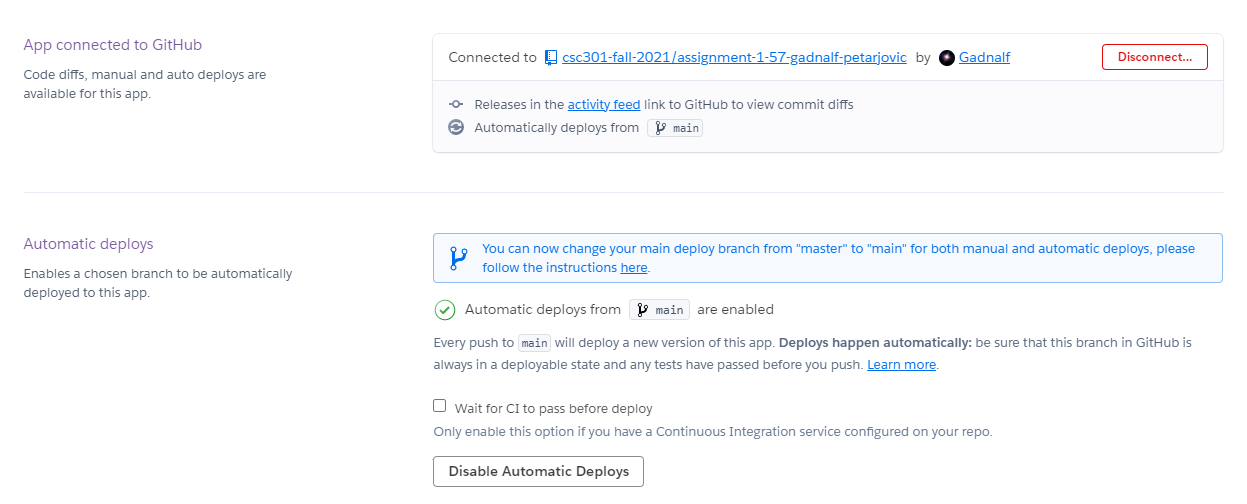 App connected to GitHub
Code diffs, manual and auto deploys are
available for this app.
Connected to csc301-fall-2021/assignment-1-57-gadnalf-petarjovic by Gadnalf
Disconnect...
Releases in the activity feed link to GitHub to view commit diffs
Automatically deploys from main
Automatic deploys
Enables a chosen branch to be automatically
deployed to this app.
You can now change your main deploy branch from "master" to "main" for both manual and automatic deploys, please
follow the instructions here.
Automatic deploys from main are enabled
Every push to main will deploy a new version of this app. Deploys happen automatically: be sure that this branch in GitHub is
always in a deployable state and any tests have passed before you push. Learn more.
Wait for CI to pass before deploy
Only enable this option if you have a Continuous Integration service configured on your repo.
Disable Automatic Deploys